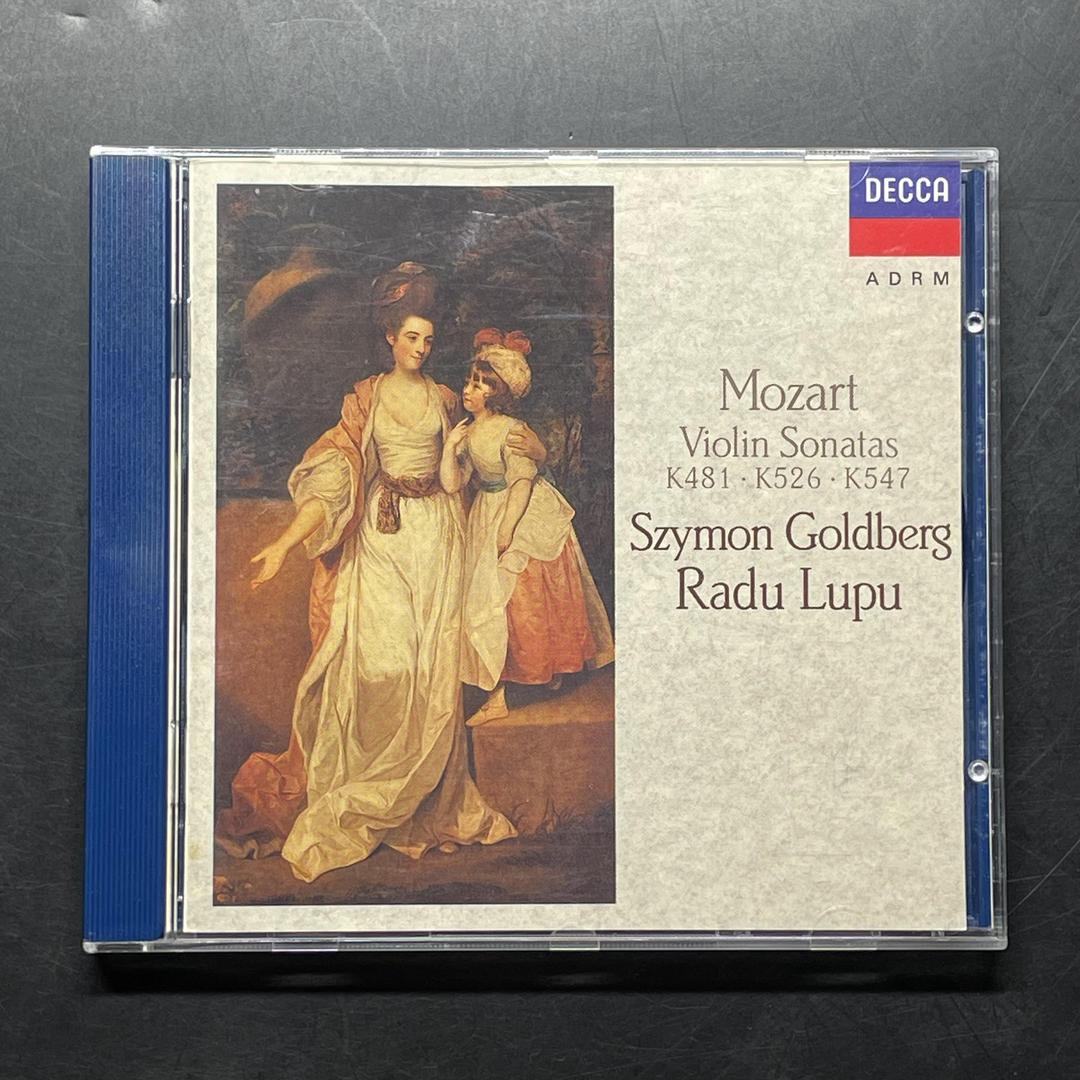 DECCA
ADRM
Mozart
Violin Sonatas
K481 · K526 · K547
Szymon Goldberg
Radu Lupu